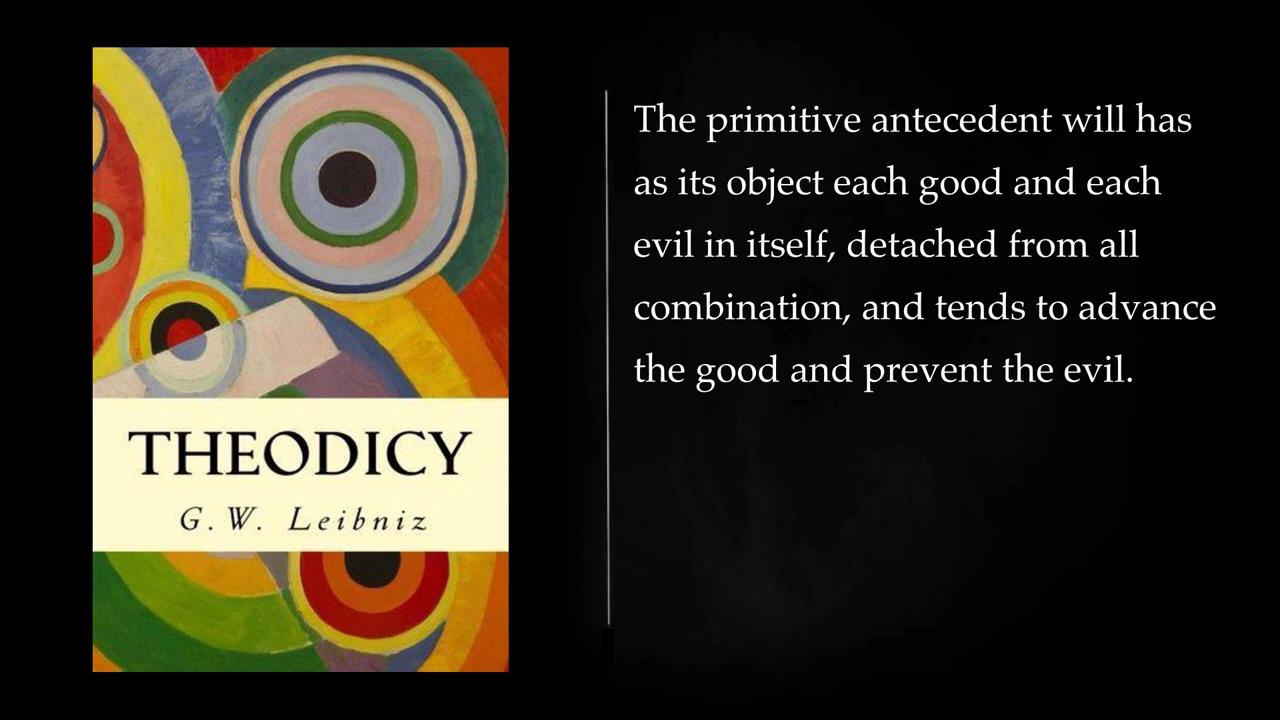 THEODICY
G. W. Leibniz
The primitive antecedent will has
as its object each good and each
evil in itself, detached from all
combination, and tends to advance
the good and prevent the evil.